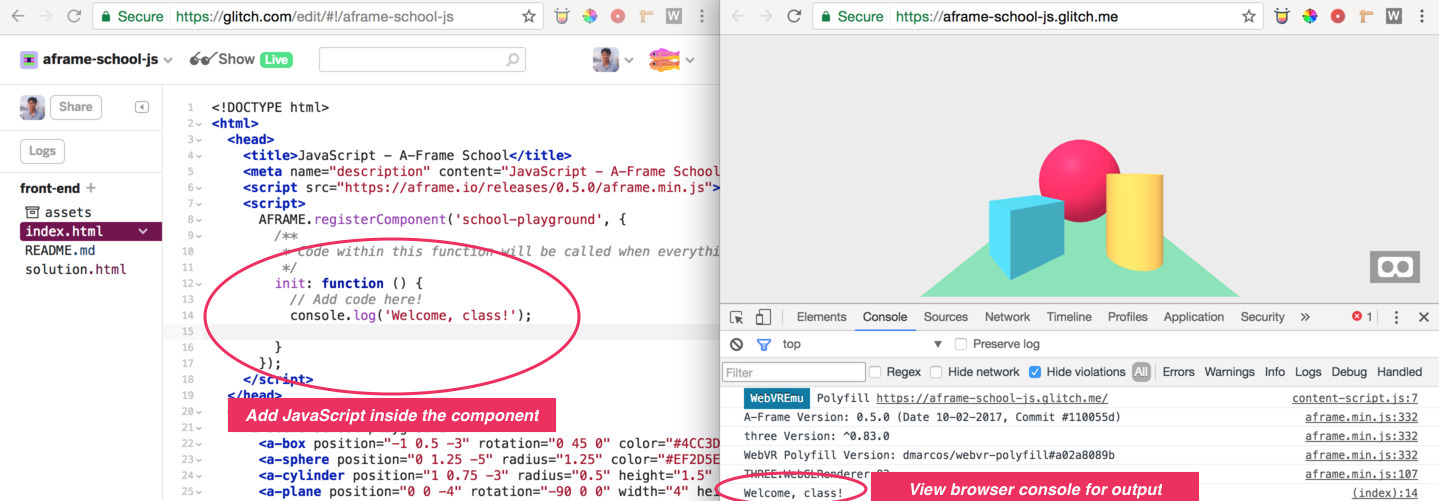 Secure https://glitch.com/edit/#!/aframe-school-js
aframe-school-js Show Live
Share
Logs
front-end +
assets
index.html
README.md
solution.html
1 <!DOCTYPE html>
2 <html>
3 <head>
4 <title>JavaScript – A-Frame School</title>
5 <meta name="description" content="JavaScript – A-Frame School
6 <script src="https://aframe.io/releases/0.5.0/aframe.min.js">
7 <script>
8 AFRAME.registerComponent('school-playground', {
9 /**
10 * Code within this function will be called when everythi
11 */
12 init: function () {
13 // Add code here!
14 console.log('Welcome, class!');
15
16 }
17 });
18 </script>
19 </head>
20
21
Add JavaScript inside the component
22 <a-box position="-1 0.5 -3" rotation="0 45 0" color="#4CC3D
23 <a-sphere position="0 1.25 -5" radius="1.25" color="#EF2D5E
24 <a-cylinder position="1 0.75 -3" radius="0.5" height="1.5"
25 <a-plane position="0 0 -4" rotation="-90 0 0" width="4" hei
Secure https://aframe-school-js.glitch.me
W
W
Elements Console Sources Network Timeline Profiles Application Security » 1
top Preserve log
Filter Regex Hide network Hide violations All Errors Warnings Info Logs Debug Handled
WebVREmu Polyfill https://aframe-school-js.glitch.me/ content-script.js:7
A-Frame Version: 0.5.0 (Date 10-02-2017, Commit #110055d) aframe.min.js:332
three Version: ^0.83.0 aframe.min.js:332
WebVR Polyfill Version: dmarcos/webvr-polyfill#a02a8089b aframe.min.js:332
THREE.WebGLRenderer 83 aframe.min.js:107
Welcome, class! (index):14
View browser console for output